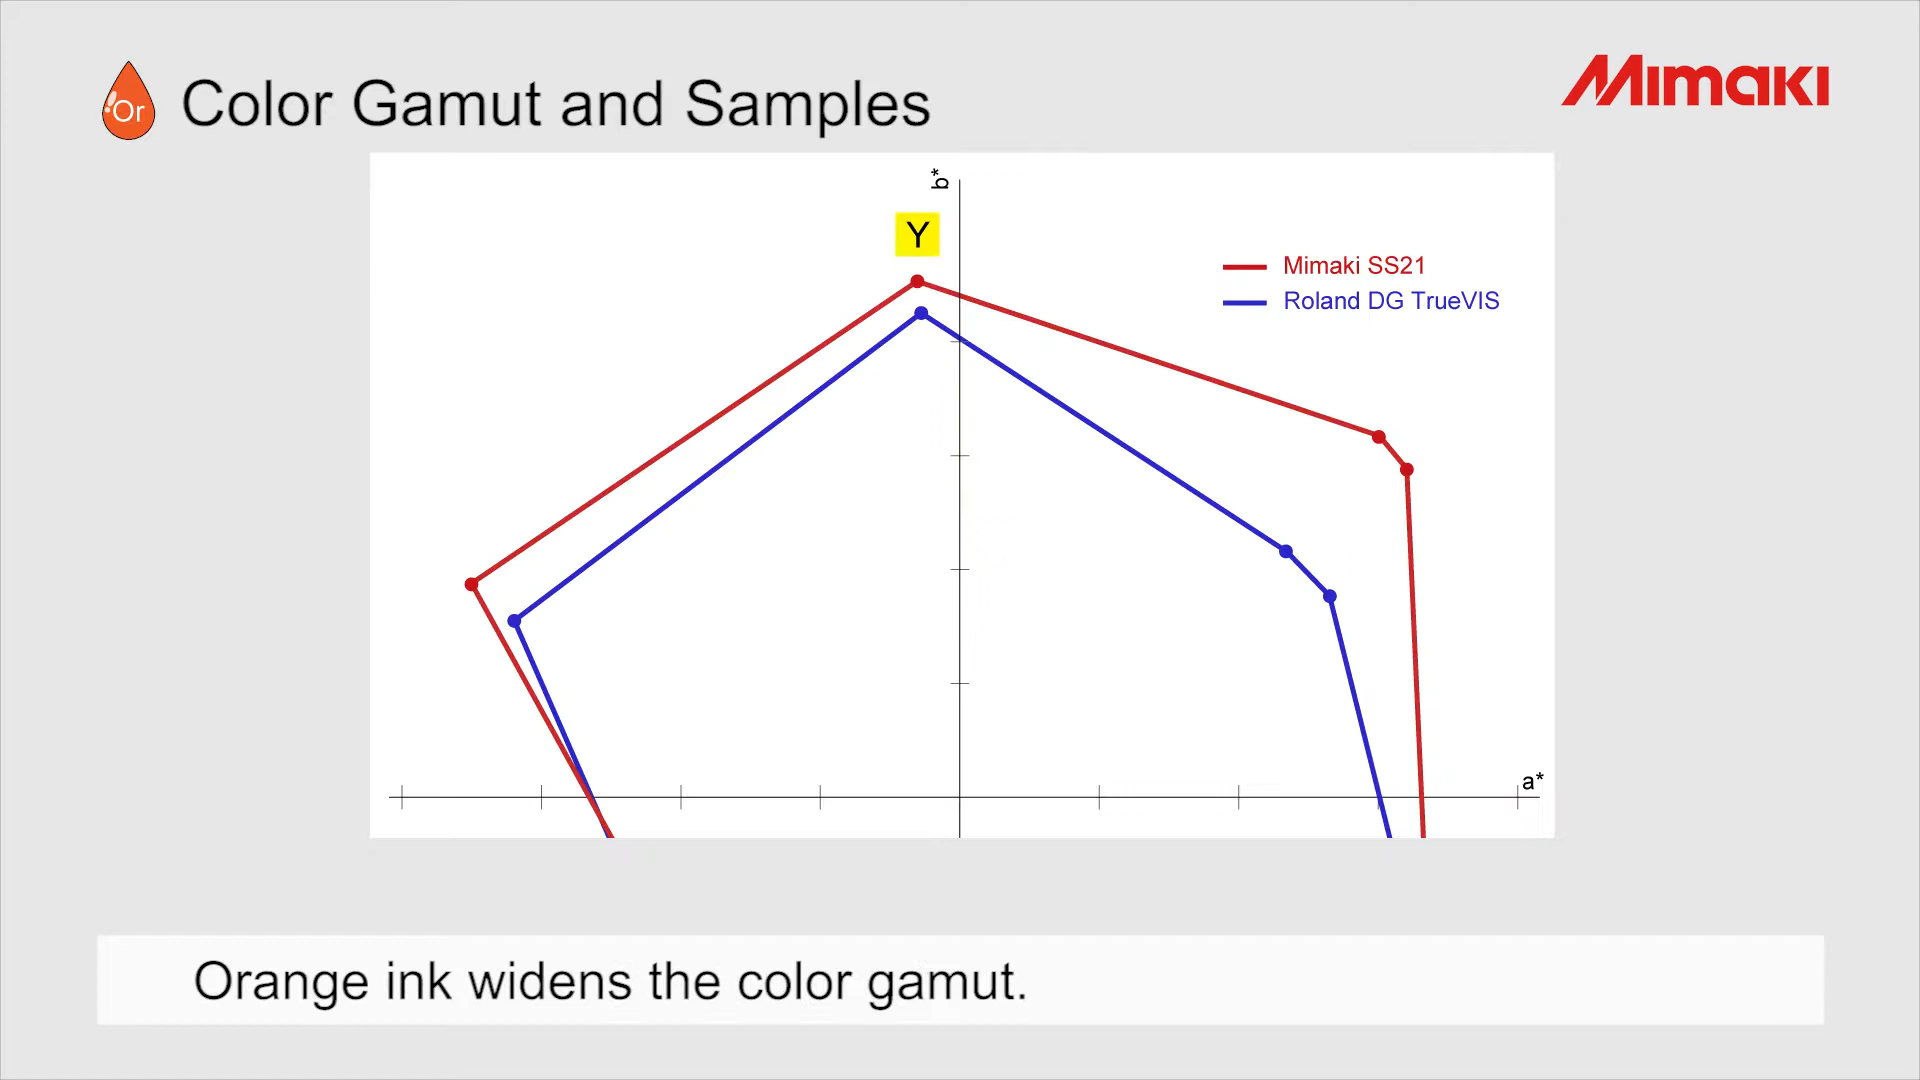 Or
Color Gamut and Samples
Mimaki
b*
Y
Mimaki SS21
Roland DG TrueVIS
a*
Orange ink widens the color gamut.